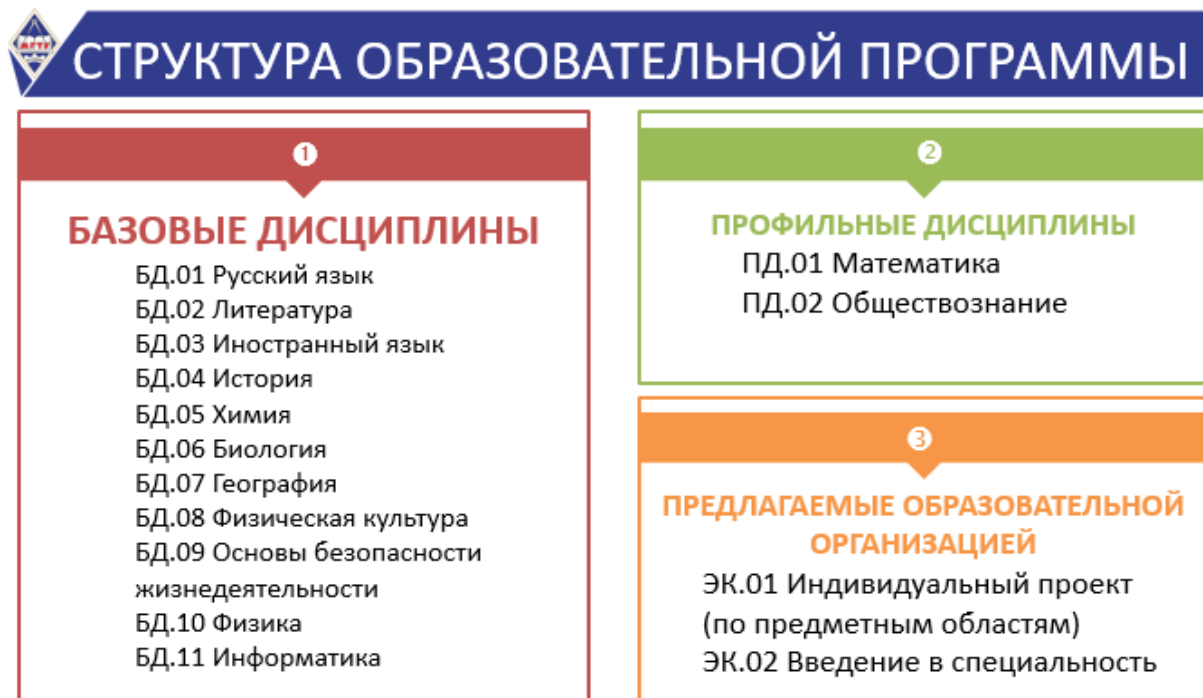 СТРУКТУРА ОБРАЗОВАТЕЛЬНОЙ ПРОГРАММЫ
1
БАЗОВЫЕ ДИСЦИПЛИНЫ
БД.01 Русский язык
БД.02 Литература
БД.03 Иностранный язык
БД.04 История
БД.05 Химия
БД.06 Биология
БД.07 География
БД.08 Физическая культура
БД.09 Основы безопасности
жизнедеятельности
БД.10 Физика
БД.11 Информатика
2
ПРОФИЛЬНЫЕ ДИСЦИПЛИНЫ
ПД.01 Математика
ПД.02 Обществознание
3
ПРЕДЛАГАЕМЫЕ ОБРАЗОВАТЕЛЬНОЙ
ОРГАНИЗАЦИЕЙ
ЭК.01 Индивидуальный проект
(по предметным областям)
ЭК.02 Введение в специальность